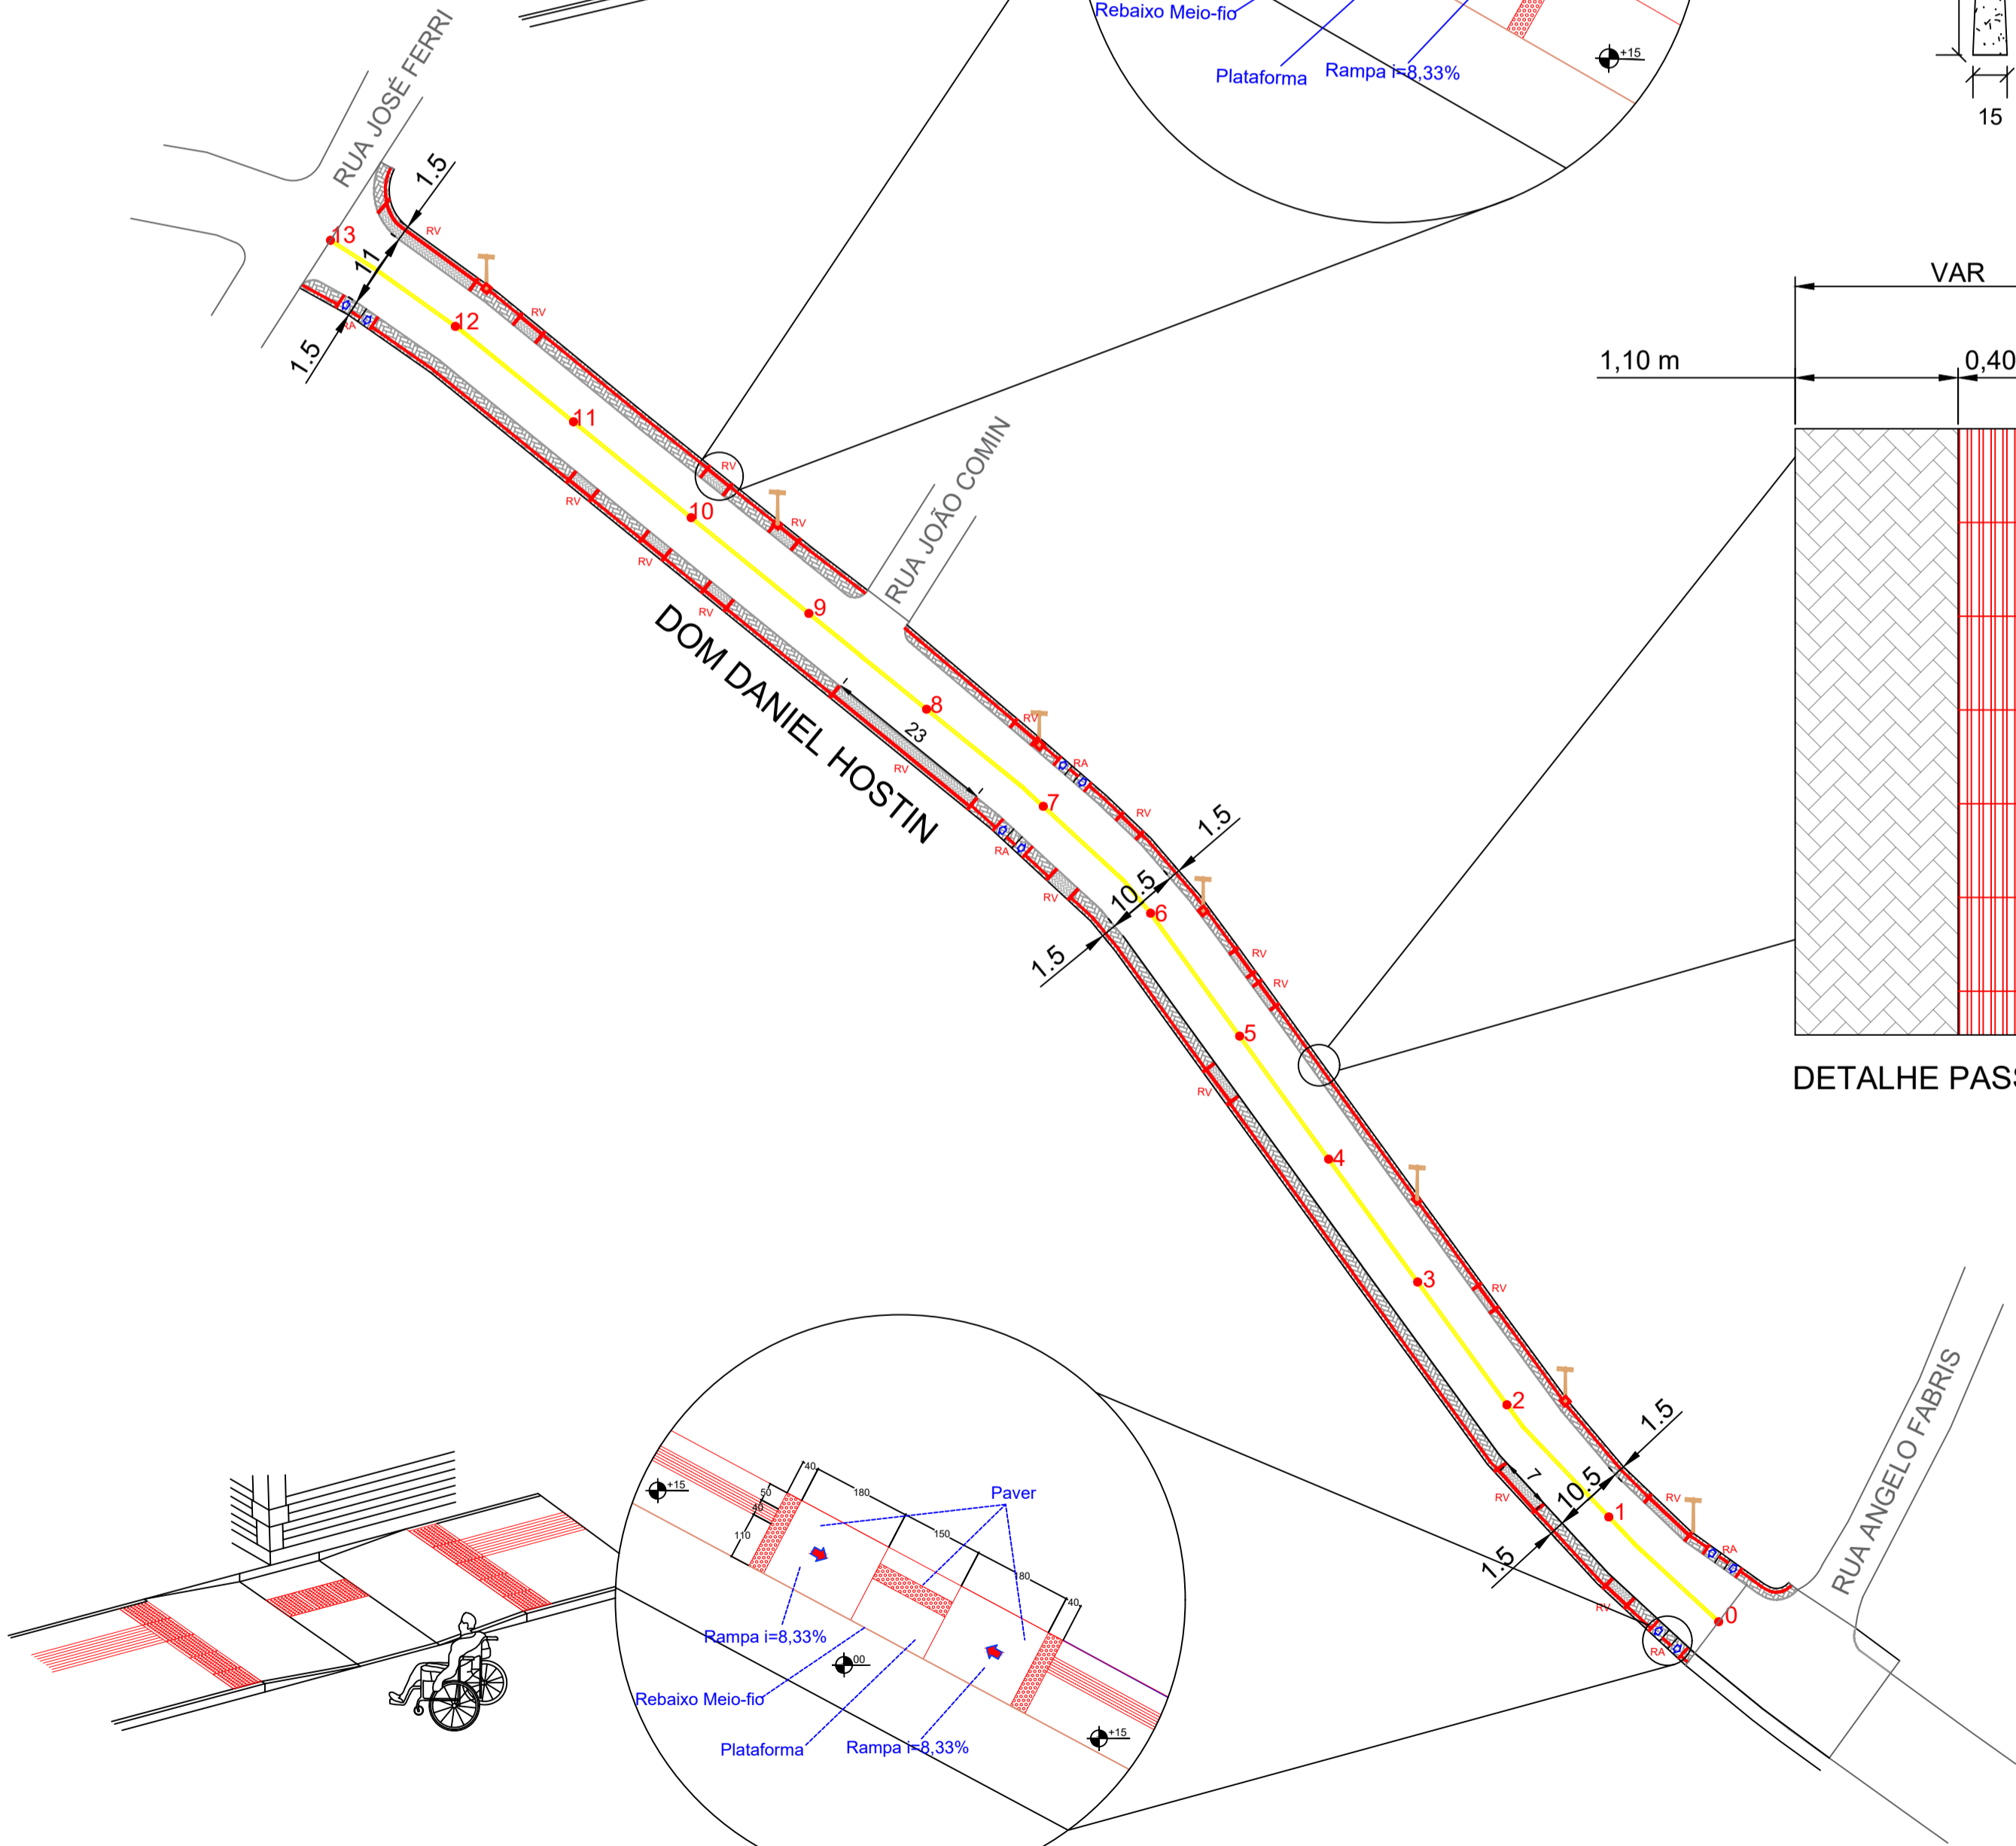 Rebaixo Meio-fio
Plataforma
Rampa i=8,33%
+15
15
RUA JOSÉ FERRI
1.5
RV
13
11
12
RA
1.5
RV
11
RV
10
RV
RV
RV
RV
RUA JOÃO COMIN
9
DOM DANIEL HOSTIN
8
23
RV
RV
RA
7
RV
RA
RV
1.5
10.5
6
1.5
RV
RV
5
RV
4
3
RV
2
1.5
10.5
7
RV
RV
1
1.5
RA
RV
RA
0
RUA ANGELO FABRIS
VAR
1,10 m
0,40
DETALHE PASS
+15
40
50
40
110
180
150
180
40
Paver
Rampa i=8,33%
00
Rebaixo Meio-fio
Plataforma
Rampa i=8,33%
+15